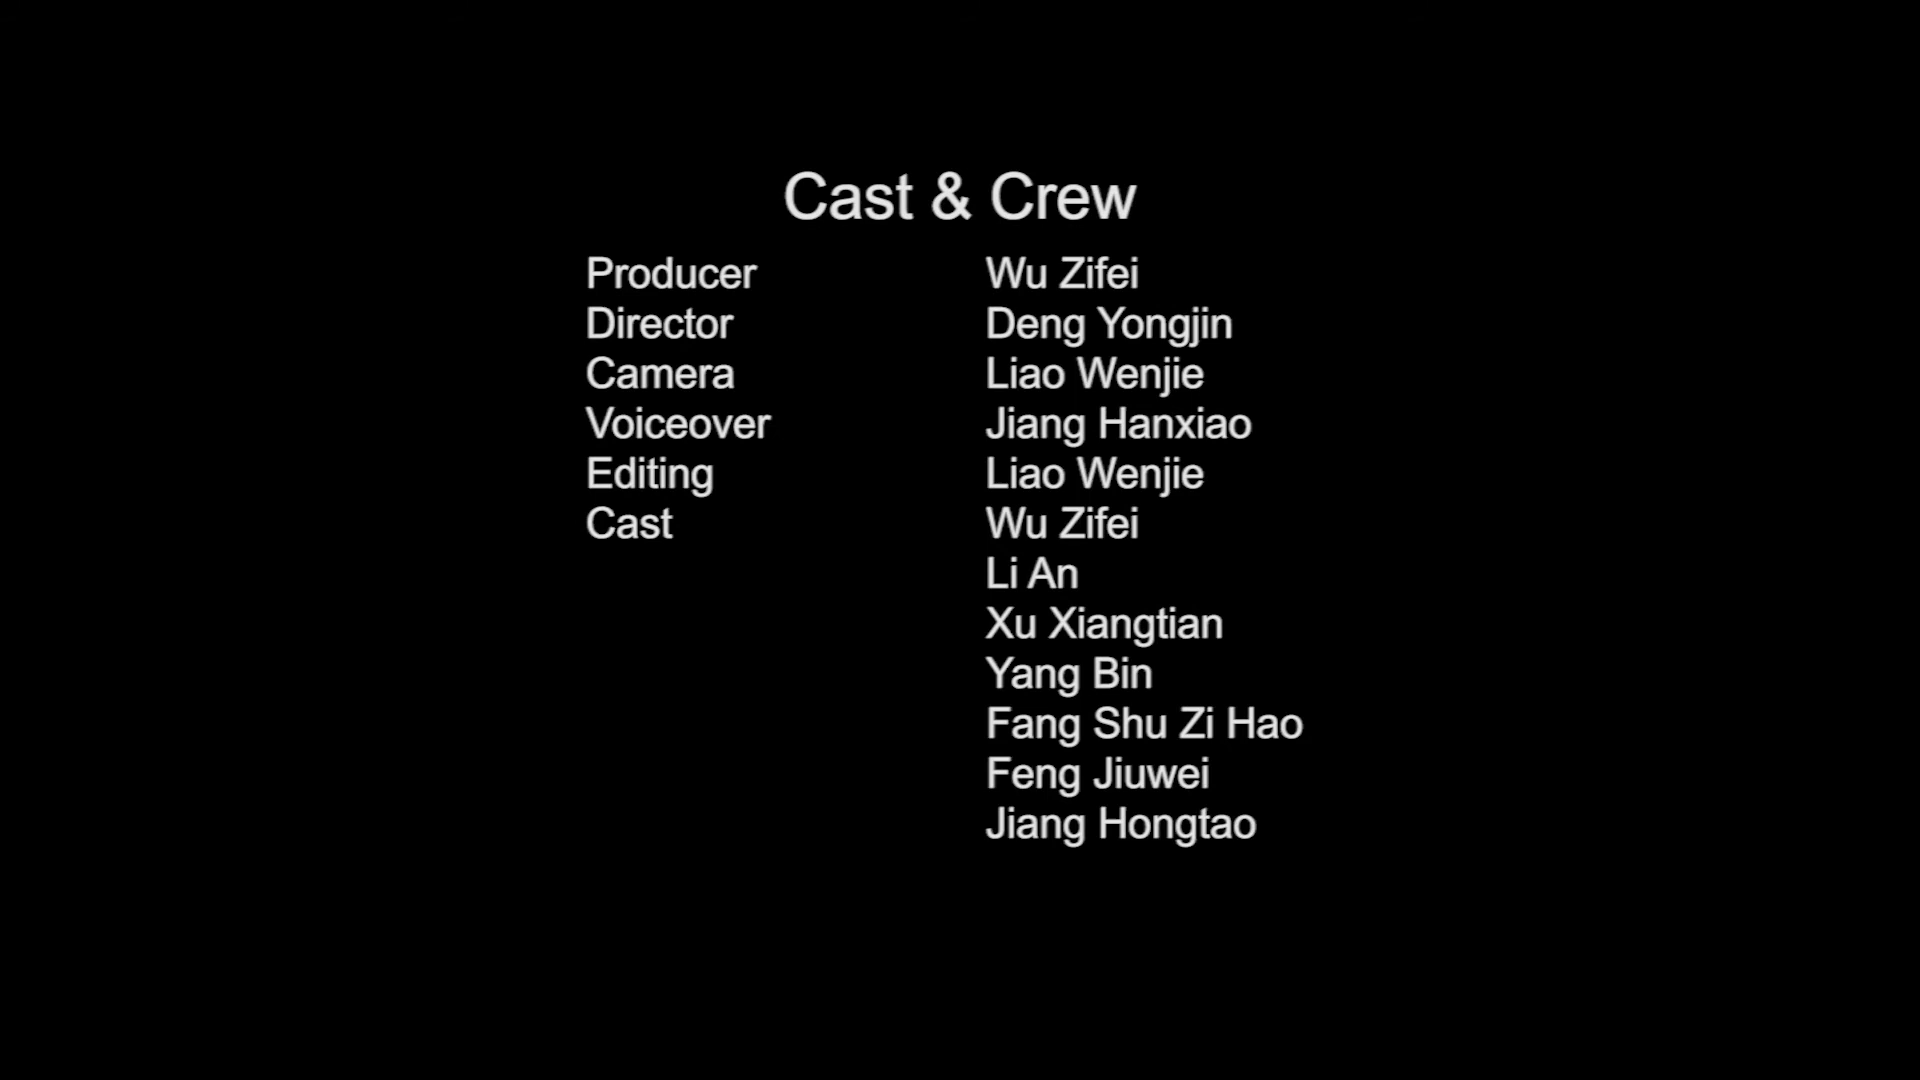 Cast & Crew
Producer Wu Zifei
Director Deng Yongjin
Camera Liao Wenjie
Voiceover Jiang Hanxiao
Editing Liao Wenjie
Cast Wu Zifei
Li An
Xu Xiangtian
Yang Bin
Fang Shu Zi Hao
Feng Jiuwei
Jiang Hongtao